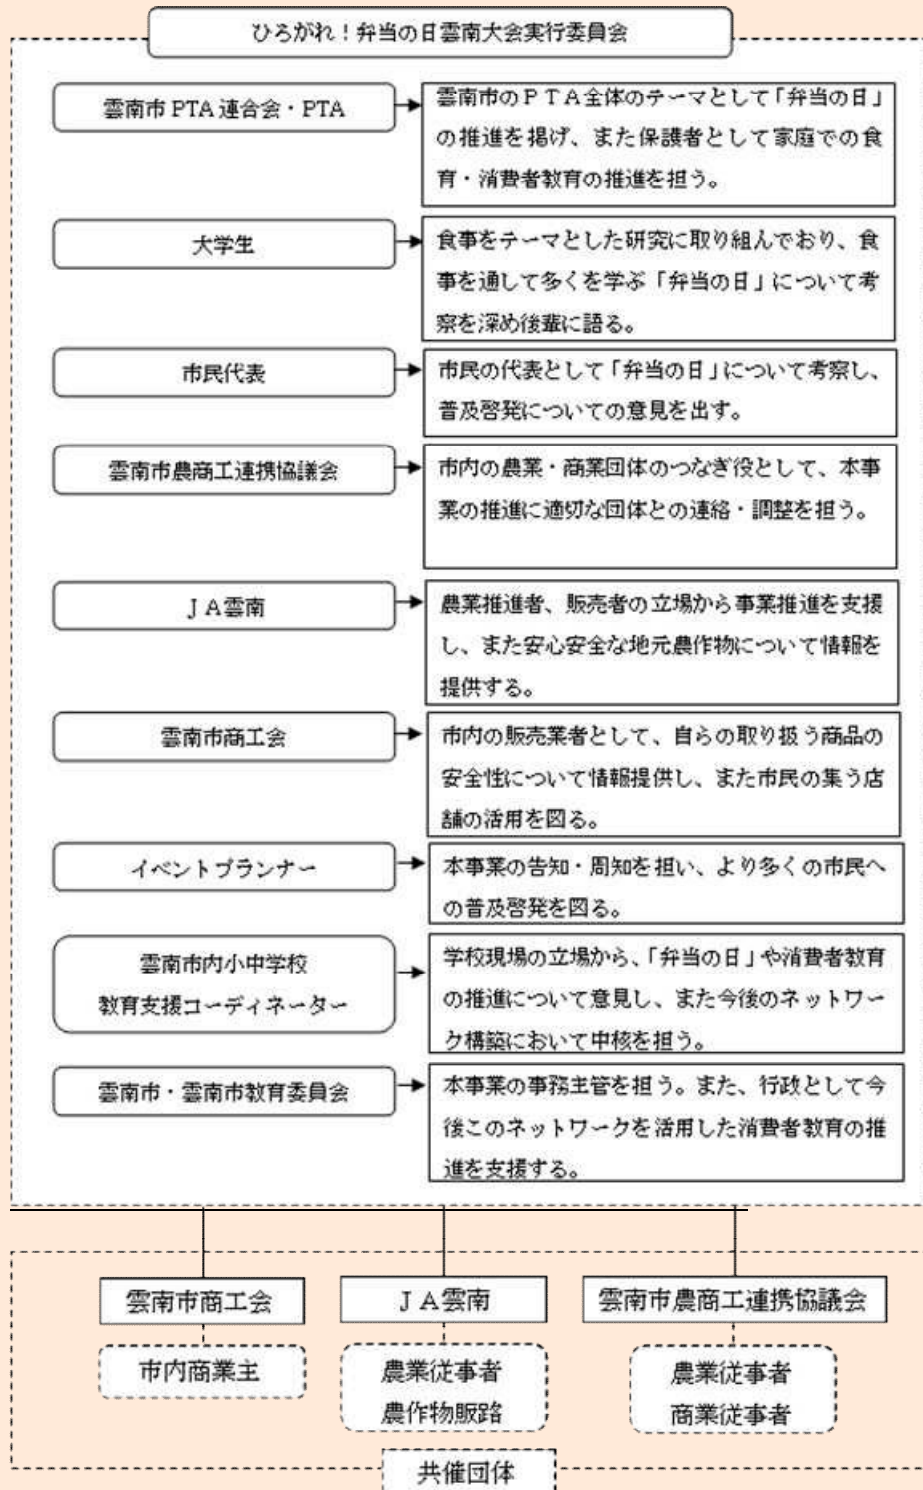 ひろがれ！弁当の日雲南大会実行委員会
雲南市 PTA 連合会・PTA
雲南市のＰＴＡ全体のテーマとして「弁当の日」
の推進を掲げ、また保護者として家庭での食
育・消費者教育の推進を担う。
大学生
食事をテーマとした研究に取り組んでおり、食
事を通して多くを学ぶ「弁当の日」について考
察を深め後輩に語る。
市民代表
市民の代表として「弁当の日」について考察し、
普及啓発についての意見を出す。
雲南市農商工連携協議会
市内の農業・商業団体のつなぎ役として、本事
業の推進に適切な団体との連絡・調整を担う。
ＪＡ雲南
農業推進者、販売者の立場から事業推進を支援
し、また安心安全な地元農作物について情報を
提供する。
雲南市商工会
市内の販売業者として、自らの取り扱う商品の
安全性について情報提供し、また市民の集う店
舗の活用を図る。
イベントプランナー
本事業の告知・周知を担い、より多くの市民へ
の普及啓発を図る。
雲南市内小中学校
教育支援コーディネーター
学校現場の立場から、「弁当の日」や消費者教育
の推進について意見し、また今後のネットワー
ク構築において中核を担う。
雲南市・雲南市教育委員会
本事業の事務主管を担う。また、行政として今
後このネットワークを活用した消費者教育の推
進を支援する。
雲南市商工会
ＪＡ雲南
雲南市農商工連携協議会
市内商業主
農業従事者
農作物販路
農業従事者
商業従事者
共催団体